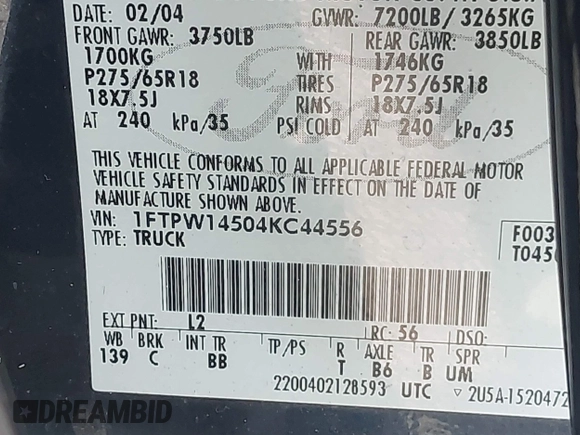 DATE: 02/04 GVWR: 7200LB/ 3265KG
FRONT GAWR: 3750LB REAR GAWR: 3850LB
1700KG WITH 1746KG
P275/65R18 TIRES P275/65R18
18X7.5J RIMS 18X7.5J
AT 240 kPa/35 PSI COLD AT 240 kPa/35
THIS VEHICLE CONFORMS TO ALL APPLICABLE FEDERAL MOTOR
VEHICLE SAFETY STANDARDS IN EFFECT ON THE DATE OF
MANUFACTURE SHOWN ABOVE.
VIN: 1FTPW14504KC44556
TYPE: TRUCK
F003
T0450
EXT PNT: L2 RC: 56 DSO:
WB BRK INT TR TP/PS R AXLE TR SPR
139 C BB T B6 B UM
2200402128593 UTC ▽ 2U5A-1520472
Ford
DREAMBID